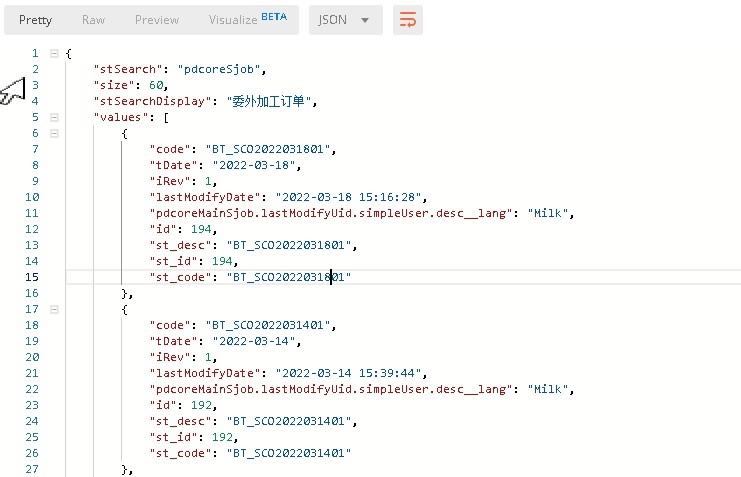 Pretty Raw Preview Visualize BETA JSON
1 {
2 "stSearch": "pdcoreSjob",
3 "size": 60,
4 "stSearchDisplay": "委外加工订单",
5 "values": [
6 {
7 "code": "BT_SCO2022031801",
8 "tDate": "2022-03-18",
9 "iRev": 1,
10 "lastModifyDate": "2022-03-18 15:16:28",
11 "pdcoreMainSjob.lastModifyUid.simpleUser.desc__lang": "Milk",
12 "id": 194,
13 "st_desc": "BT_SCO2022031801",
14 "st_id": 194,
15 "st_code": "BT_SCO2022031801"
16 },
17 {
18 "code": "BT_SCO2022031401",
19 "tDate": "2022-03-14",
20 "iRev": 1,
21 "lastModifyDate": "2022-03-14 15:39:44",
22 "pdcoreMainSjob.lastModifyUid.simpleUser.desc__lang": "Milk",
23 "id": 192,
24 "st_desc": "BT_SCO2022031401",
25 "st_id": 192,
26 "st_code": "BT_SCO2022031401"
27 },